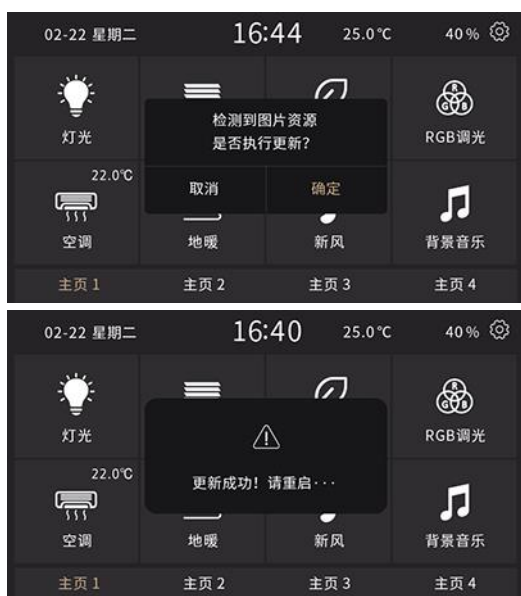 02-22 星期二 16:44 25.0℃ 40%
检测到图片资源
是否执行更新?
灯光 RGB调光
R
G B
22.0℃
取消 确定
空调 地暖 新风 背景音乐
主页1 主页2 主页3 主页4
02-22 星期二 16:40 25.0℃ 40%
R
G B
灯光 RGB调光
22.0℃
更新成功！请重启···
空调 地暖 新风 背景音乐
主页1 主页2 主页3 主页4